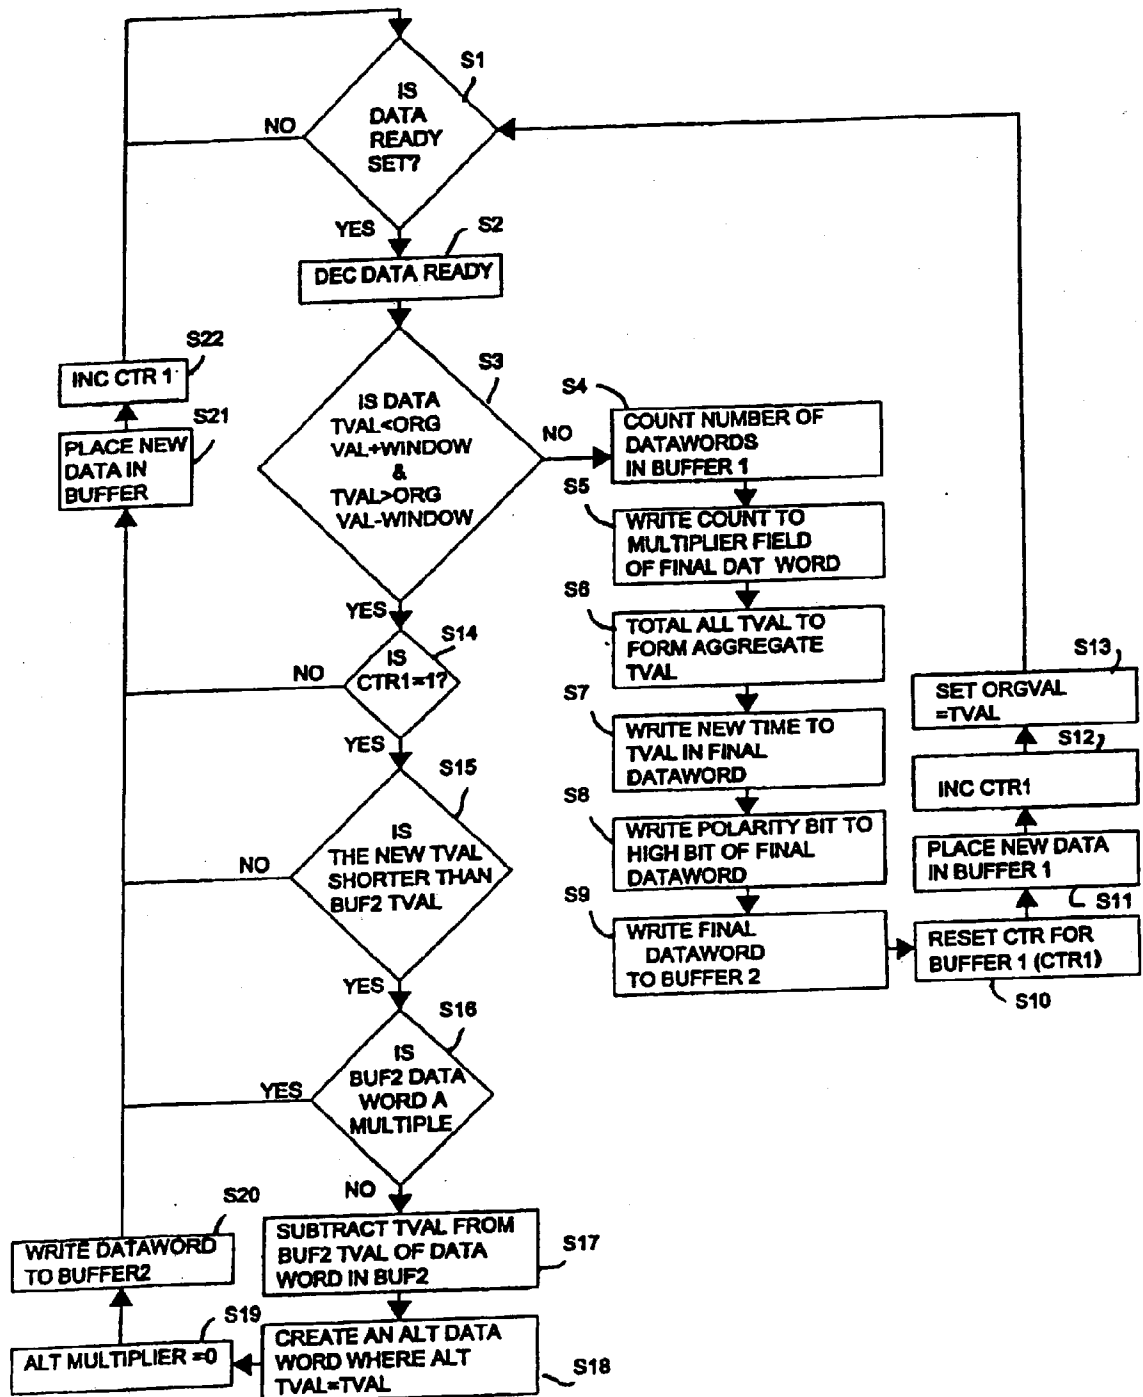 S1
IS
DATA
READY
SET?
NO
YES
S2
DEC DATA READY
S3
IS DATA
TVAL<ORG
VAL+WINDOW
&
TVAL>ORG
VAL-WINDOW
NO
YES
S4
COUNT NUMBER OF
DATAWORDS
IN BUFFER 1
S5
WRITE COUNT TO
MULTIPLIER FIELD
OF FINAL DAT WORD
S6
TOTAL ALL TVAL TO
FORM AGGREGATE
TVAL
S7
WRITE NEW TIME TO
TVAL IN FINAL
DATAWORD
S8
WRITE POLARITY BIT TO
HIGH BIT OF FINAL
DATAWORD
S9
WRITE FINAL
DATAWORD
TO BUFFER 2
RESET CTR FOR
BUFFER 1 (CTR1)
S10
PLACE NEW DATA
IN BUFFER 1
S11
S12
INC CTR1
S13
SET ORGVAL
=TVAL
S14
IS
CTR1=1?
NO
YES
S15
IS
THE NEW TVAL
SHORTER THAN
BUF2 TVAL
NO
YES
S16
IS
BUF2 DATA
WORD A
MULTIPLE
YES
NO
SUBTRACT TVAL FROM
BUF2 TVAL OF DATA
WORD IN BUF2
S17
CREATE AN ALT DATA
WORD WHERE ALT
TVAL=TVAL
S18
S19
ALT MULTIPLIER =0
S20
WRITE DATAWORD
TO BUFFER2
S21
PLACE NEW
DATA IN
BUFFER
S22
INC CTR 1